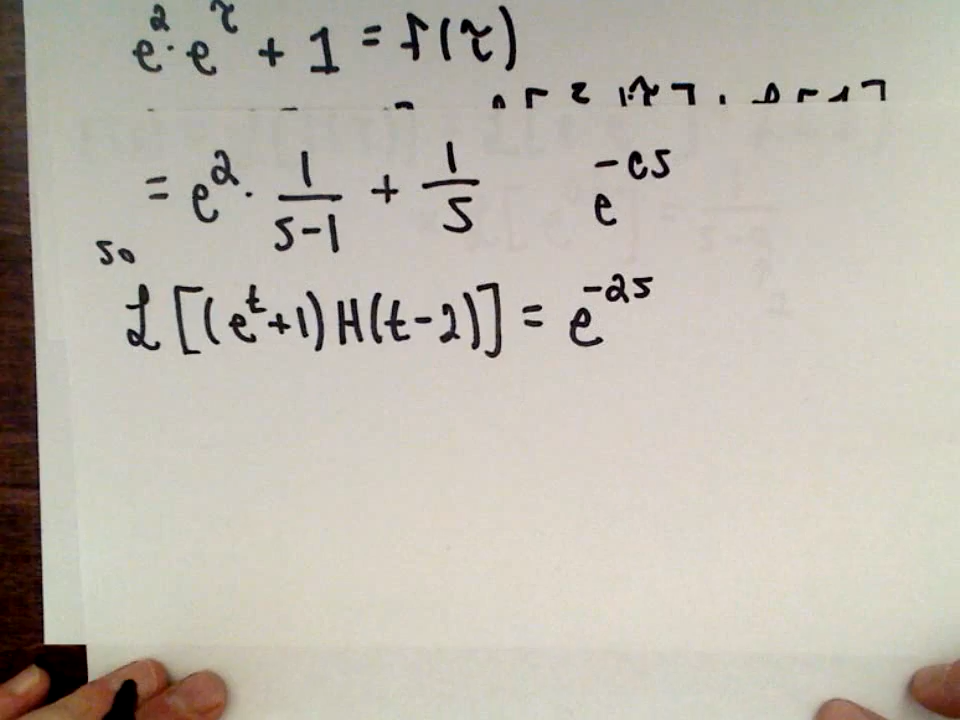 e^2 · e^τ + 1 = f(τ)
= e^2 · 1/(s-1) + 1/s e^{-cs}
so
ℒ[(e^t+1)H(t-2)] = e^{-2s}